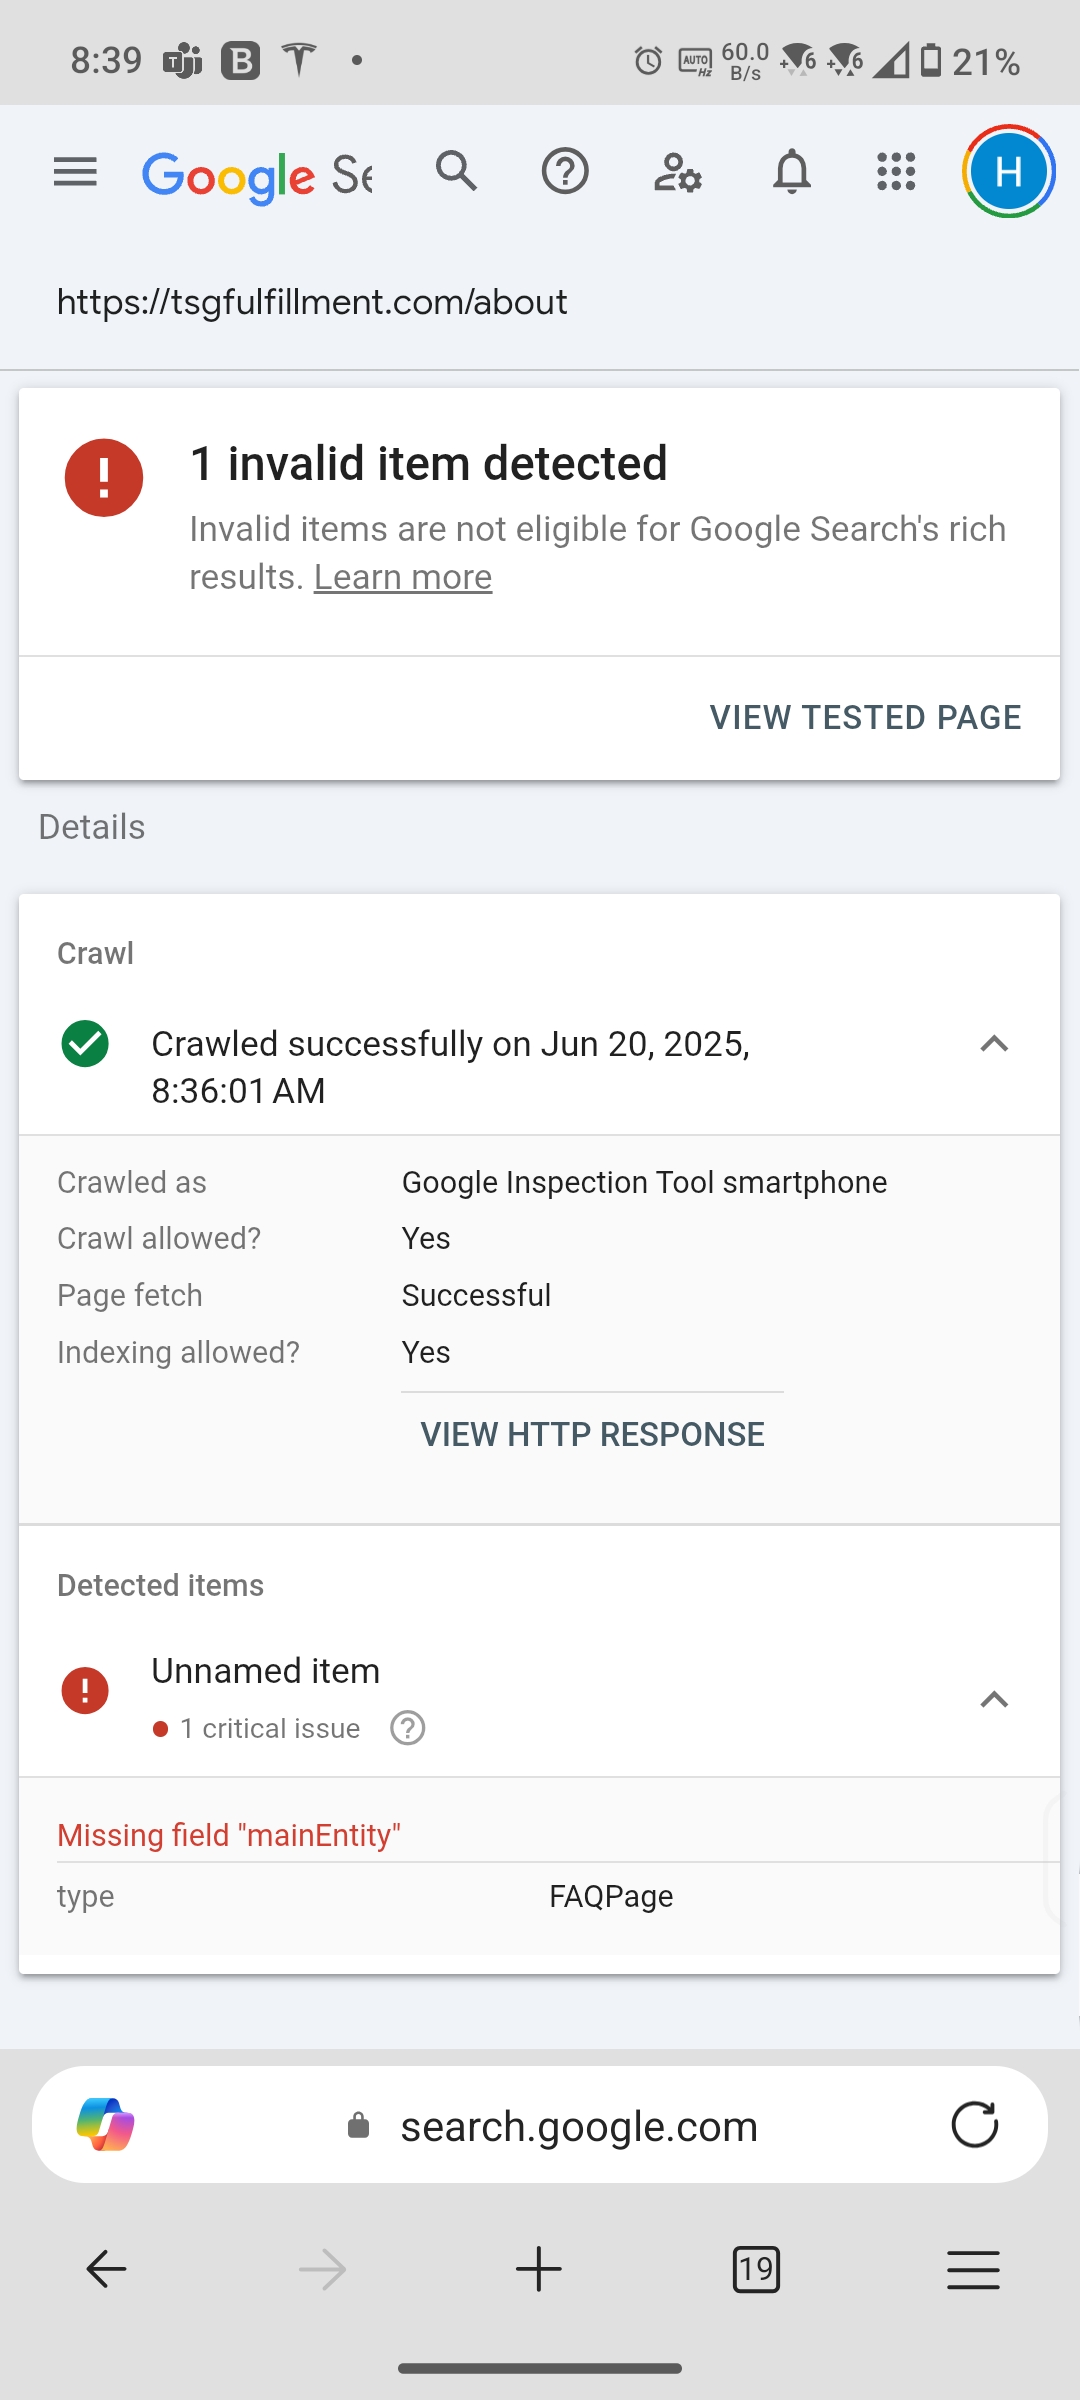 8:39
T
B
AUTO
Hz
60.0
B/s
6
6
21%
Google Se
H
https://tsgfulfillment.com/about
1 invalid item detected
Invalid items are not eligible for Google Search's rich
results. Learn more
VIEW TESTED PAGE
Details
Crawl
Crawled successfully on Jun 20, 2025,
8:36:01 AM
Crawled as Google Inspection Tool smartphone
Crawl allowed? Yes
Page fetch Successful
Indexing allowed? Yes
VIEW HTTP RESPONSE
Detected items
Unnamed item
1 critical issue
Missing field "mainEntity"
type FAQPage
search.google.com
19